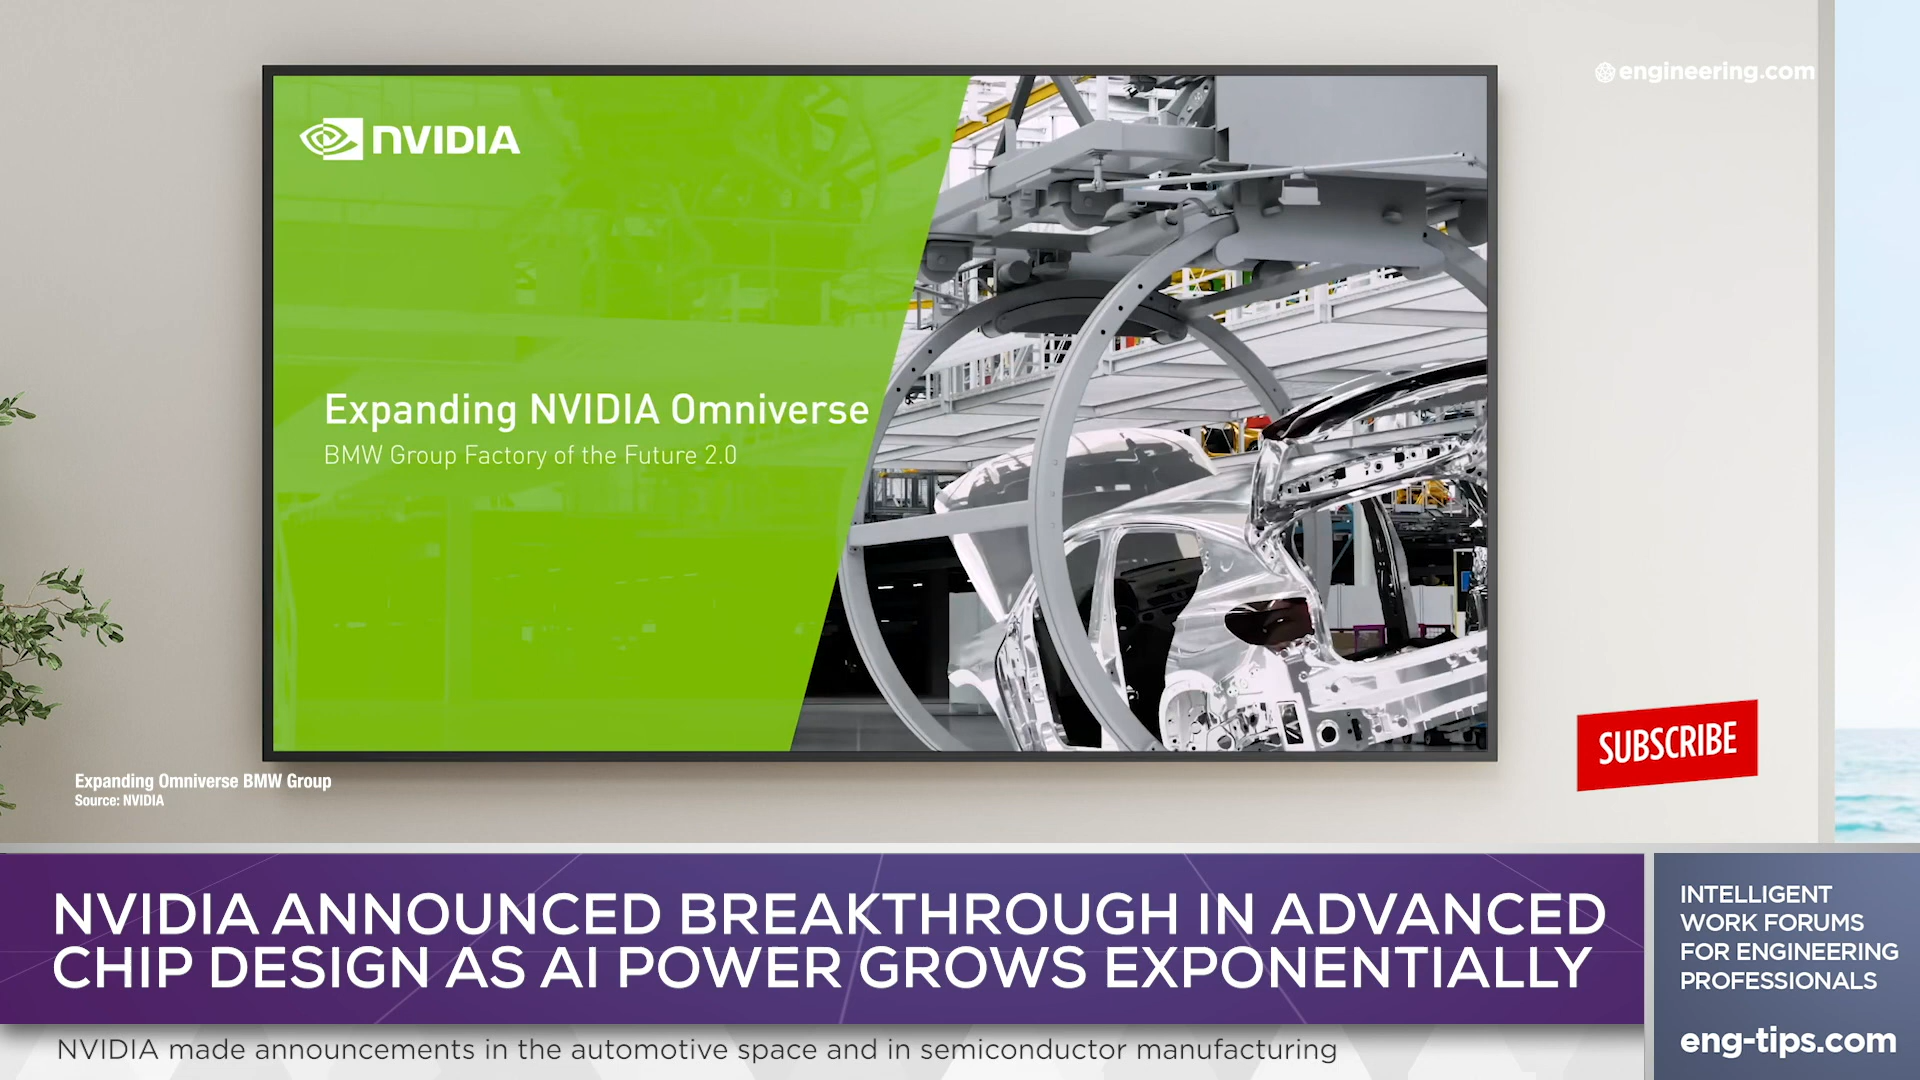 engineering.com
NVIDIA
Expanding NVIDIA Omniverse
BMW Group Factory of the Future 2.0
SUBSCRIBE
Expanding Omniverse BMW Group
Source: NVIDIA
NVIDIA ANNOUNCED BREAKTHROUGH IN ADVANCED
CHIP DESIGN AS AI POWER GROWS EXPONENTIALLY
NVIDIA made announcements in the automotive space and in semiconductor manufacturing
INTELLIGENT
WORK FORUMS
FOR ENGINEERING
PROFESSIONALS
eng-tips.com